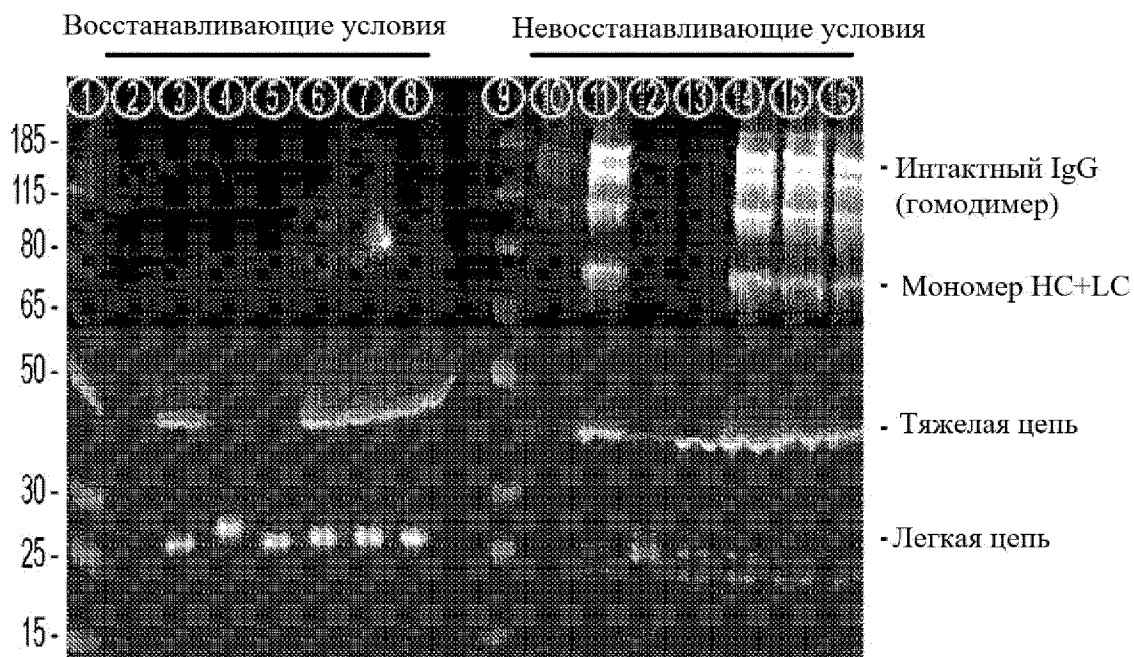 Восстанавливающие условия
Невосстанавливающие условия
1 2 3 4 5 6 7 8 9 10 11 12 13 14 15
185 -
115 -
80 -
65 -
50 -
30 -
25 -
15 -
- Интактный IgG
(гомодимер)
- Мономер HC+LC
- Тяжелая цепь
- Легкая цепь